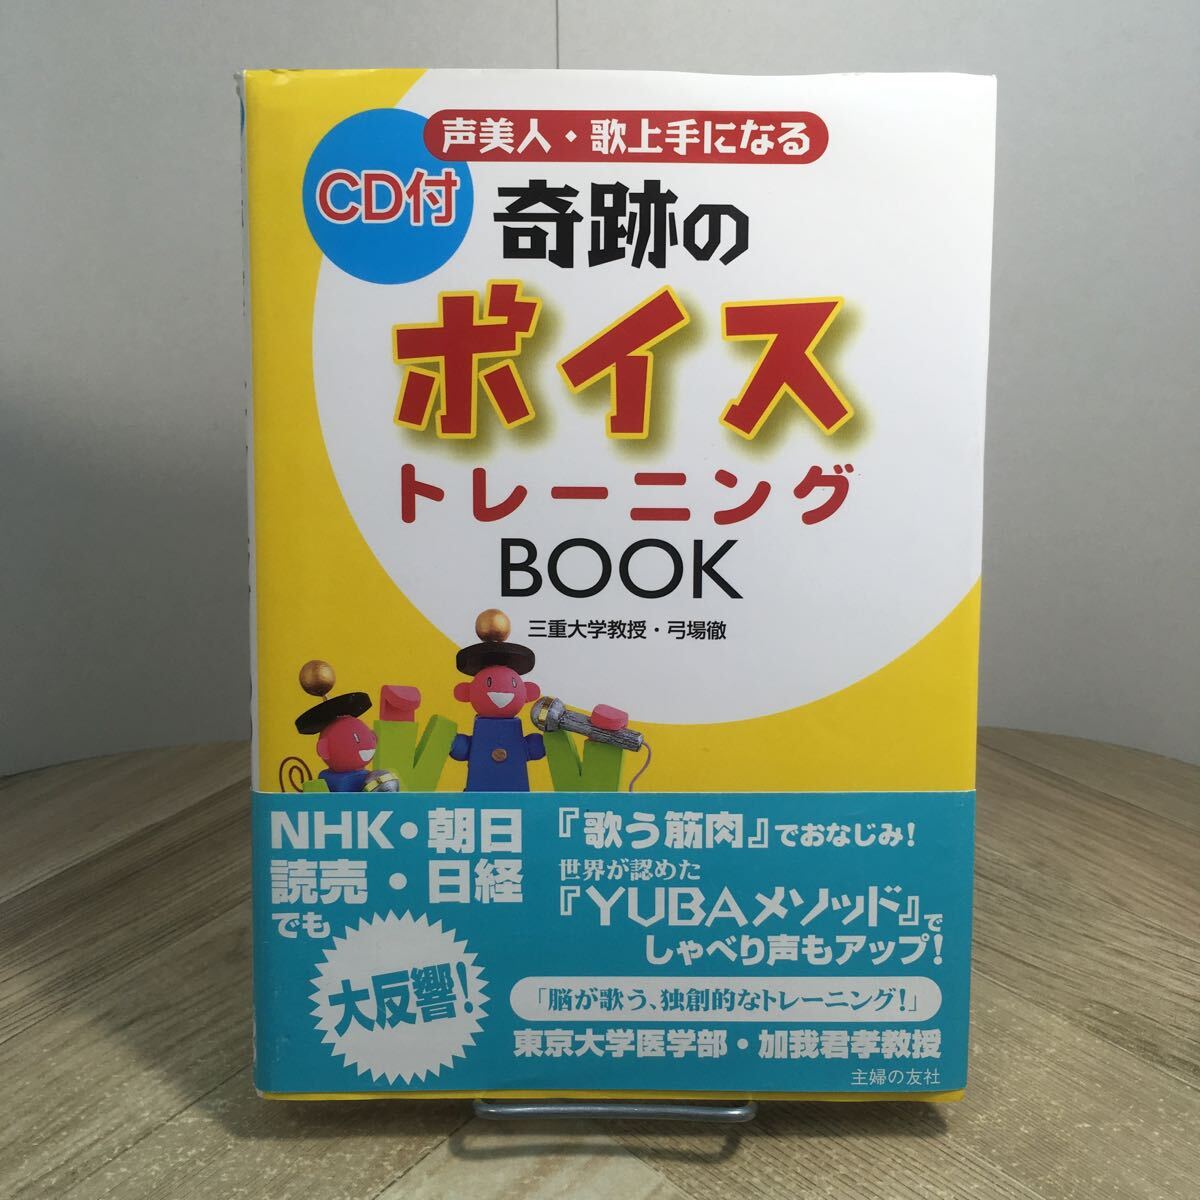 声美人・歌上手になる
CD付
奇跡の
ボイス
トレーニング
BOOK
三重大学教授・弓場徹
NHK・朝日
読売・日経
でも
大反響!
『歌う筋肉』でおなじみ!
世界が認めた
『YUBAメソッド』で
しゃべり声もアップ!
「脳が歌う、独創的なトレーニング!」
東京大学医学部・加我君孝教授
主婦の友社